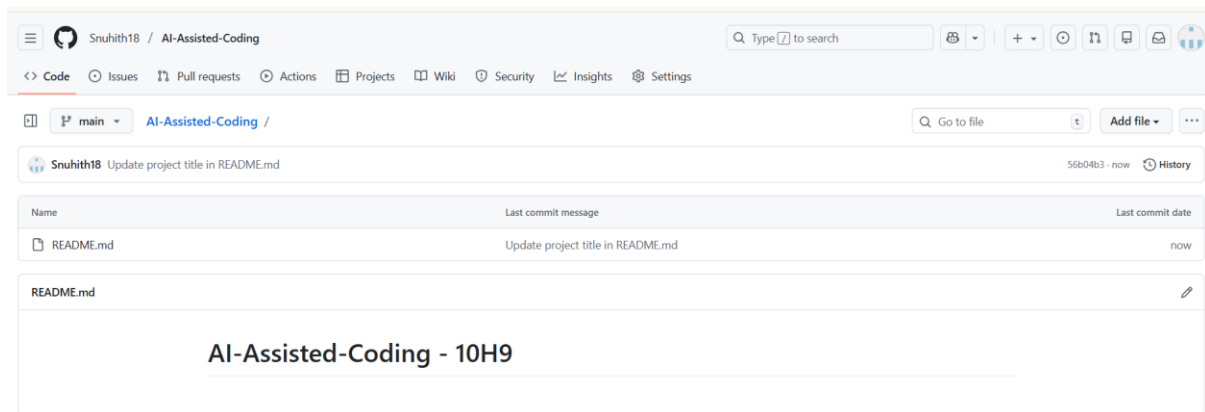 Snuhith18 / AI-Assisted-Coding Type / to search
Code Issues Pull requests Actions Projects Wiki Security Insights Settings
main AI-Assisted-Coding / Go to file t Add file
Snuhith18 Update project title in README.md 56b04b3 · now History
Name Last commit message Last commit date
README.md Update project title in README.md now
README.md
AI-Assisted-Coding - 10H9